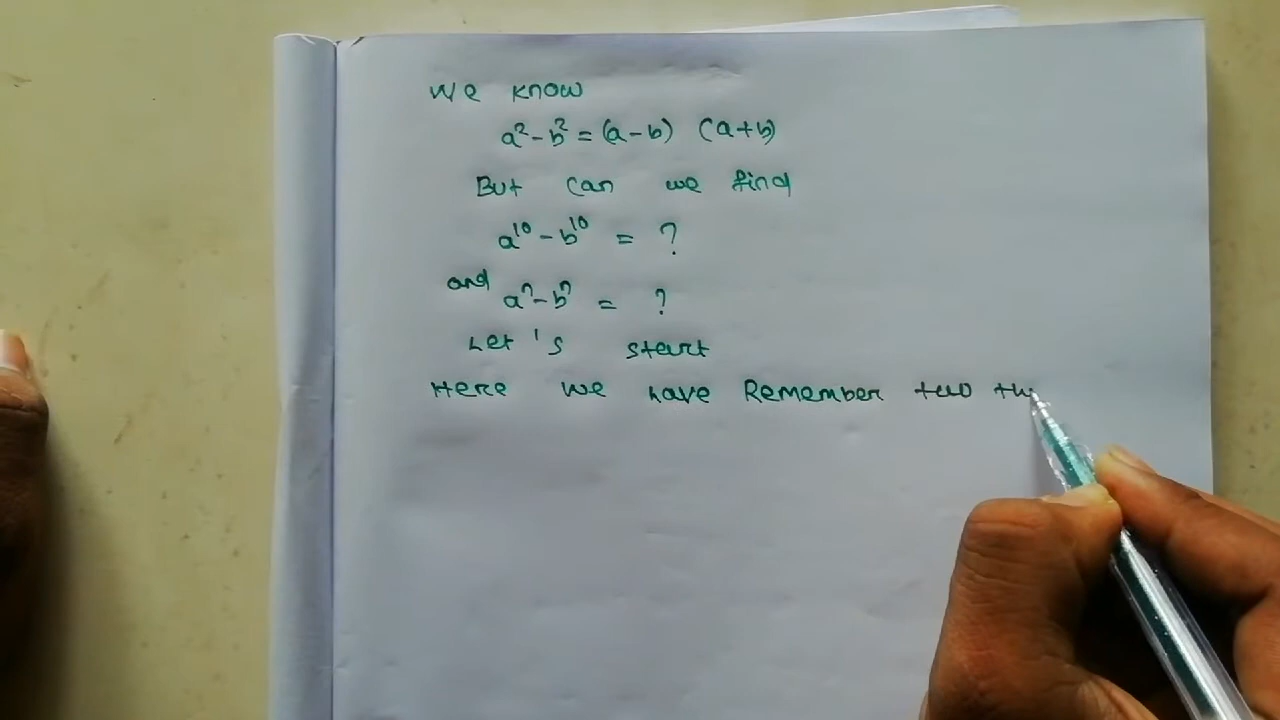 We know
a² - b² = (a - b) (a + b)
But can we find
a¹⁰ - b¹⁰ = ?
and aⁿ - bⁿ = ?
Let's start
Here we have Remember two